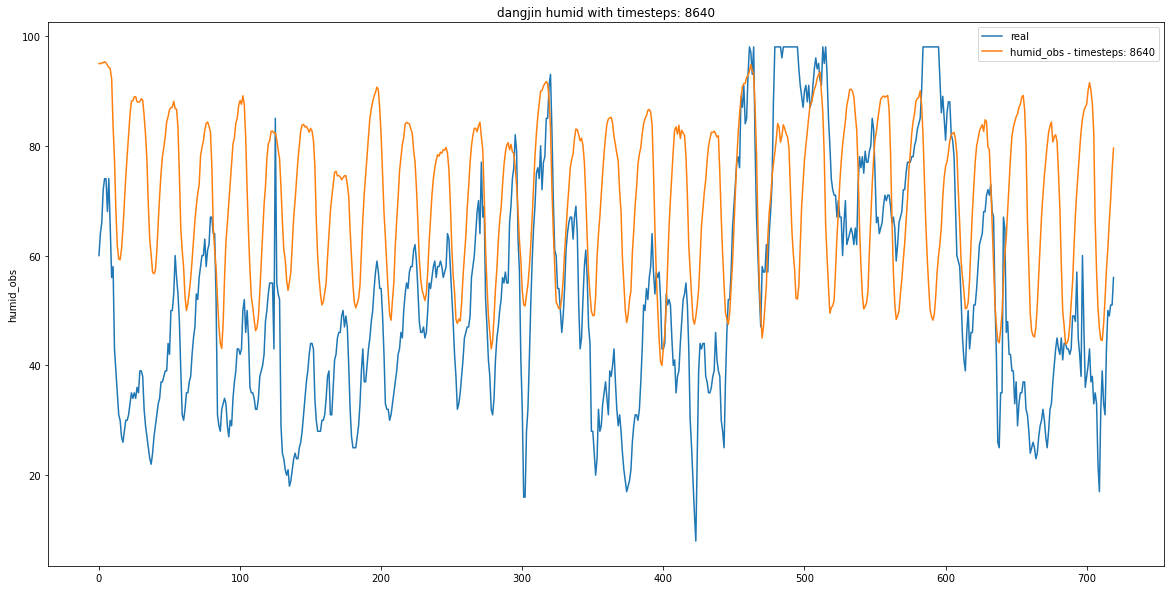 dangjin humid with timesteps: 8640
real
humid_obs - timesteps: 8640
humid_obs
100
80
60
40
20
0 100 200 300 400 500 600 700